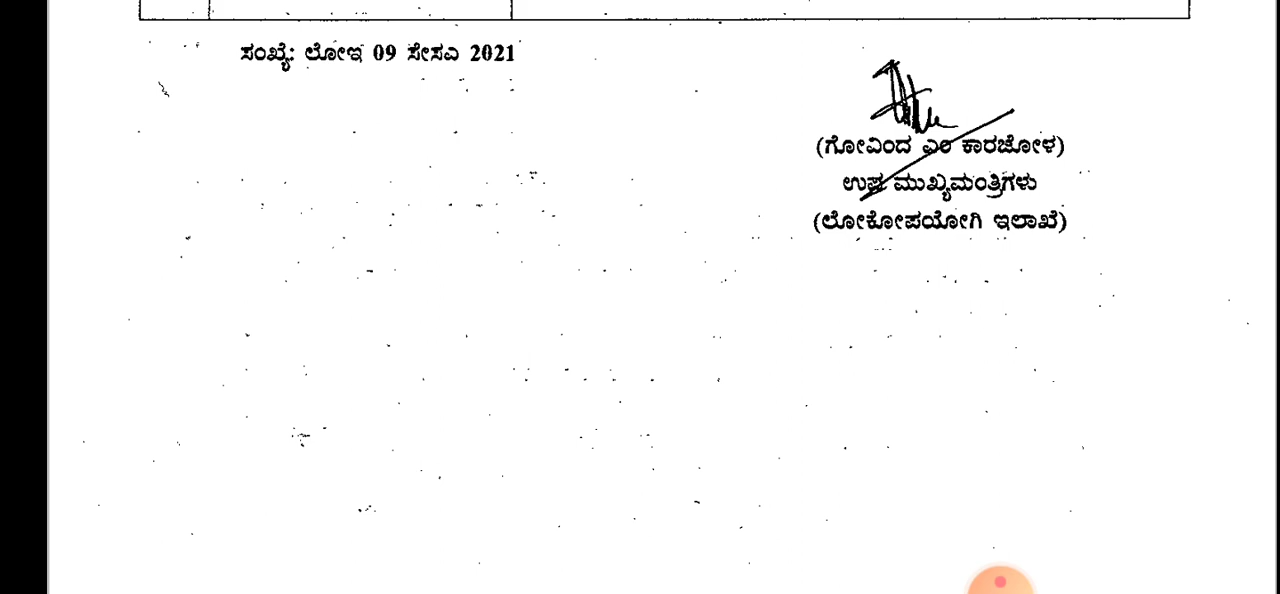 ಸಂಖ್ಯೆ: ಲೋಇ 09 ಸೇಸಎ 2021
(ಗೋವಿಂದ ಎಂ ಕಾರಜೋಳ)
ಉಪ ಮುಖ್ಯಮಂತ್ರಿಗಳು
(ಲೋಕೋಪಯೋಗಿ ಇಲಾಖೆ)